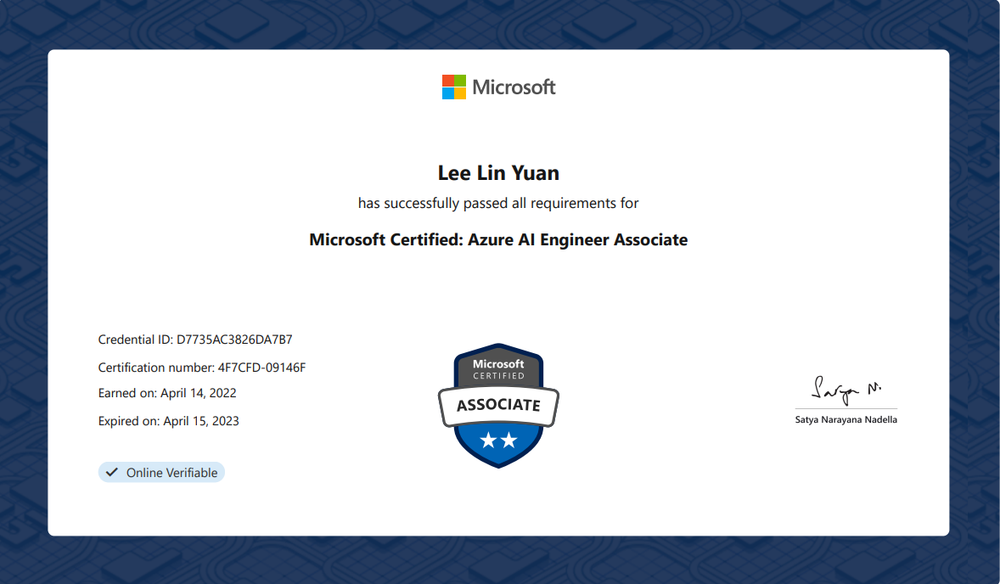 Microsoft
Lee Lin Yuan
has successfully passed all requirements for
Microsoft Certified: Azure AI Engineer Associate
Credential ID: D7735AC3826DA7B7
Certification number: 4F7CFD-09146F
Earned on: April 14, 2022
Expired on: April 15, 2023
Online Verifiable
Microsoft
CERTIFIED
ASSOCIATE
Satya N.
Satya Narayana Nadella